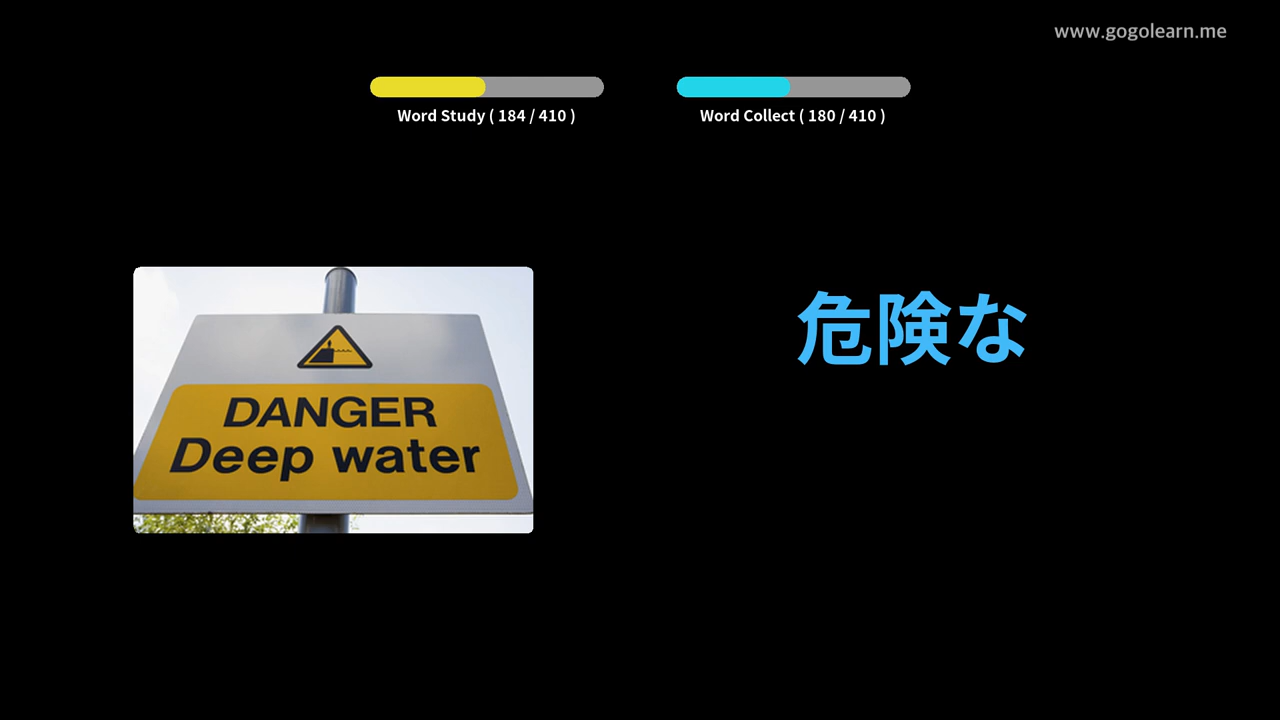 www.gogolearn.me
Word Study ( 184 / 410 )
Word Collect ( 180 / 410 )
DANGER
Deep water
危険な